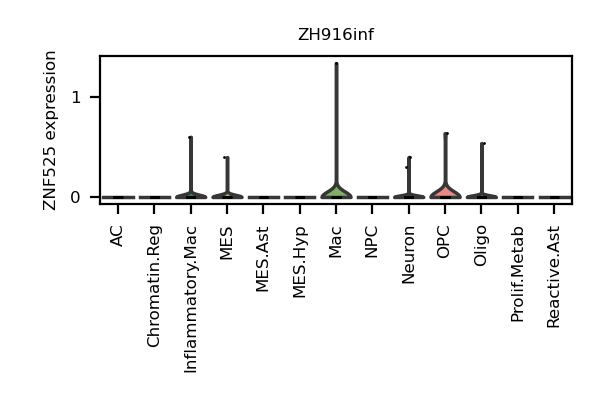 ZH916inf
ZNF525 expression
1
0
AC
Chromatin.Reg
Inflammatory.Mac
MES
MES.Ast
MES.Hyp
Mac
NPC
Neuron
OPC
Oligo
Prolif.Metab
Reactive.Ast